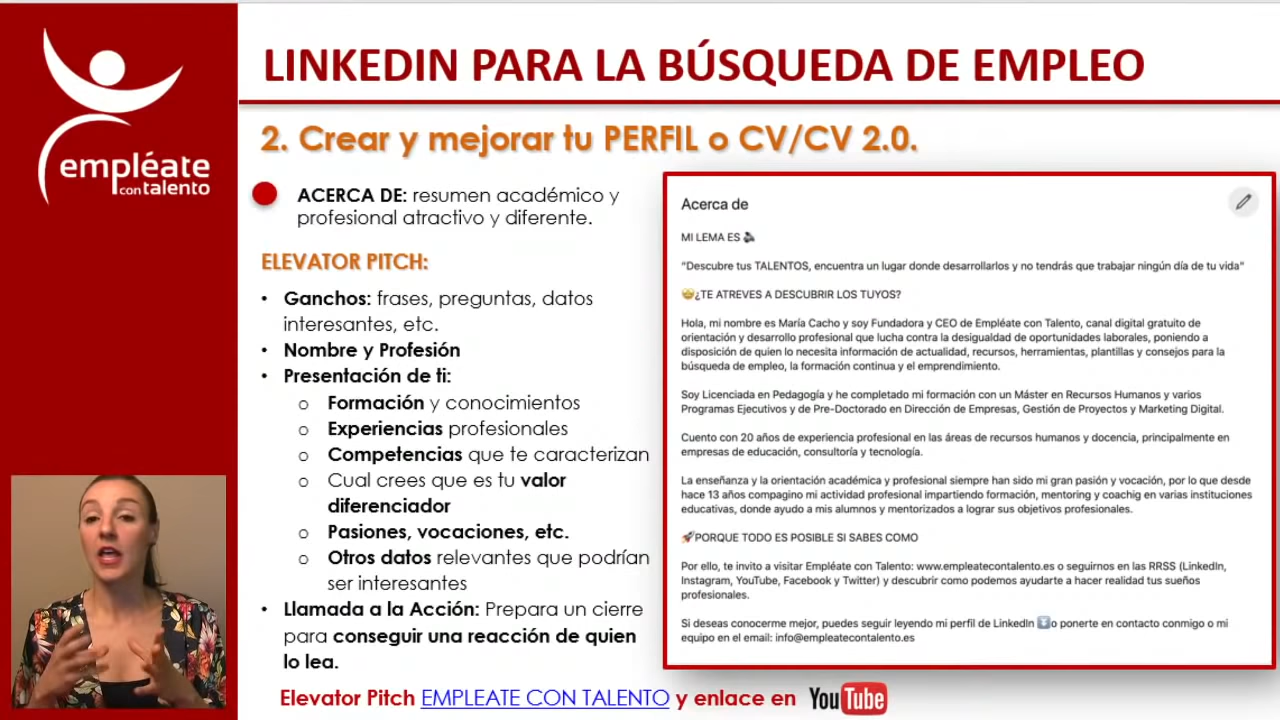 empléate
con talento
LINKEDIN PARA LA BÚSQUEDA DE EMPLEO
2. Crear y mejorar tu PERFIL o CV/CV 2.0.
ACERCA DE: resumen académico y
profesional atractivo y diferente.
ELEVATOR PITCH:
• Ganchos: frases, preguntas, datos
interesantes, etc.
• Nombre y Profesión
• Presentación de ti:
o Formación y conocimientos
o Experiencias profesionales
o Competencias que te caracterizan
o Cual crees que es tu valor
diferenciador
o Pasiones, vocaciones, etc.
o Otros datos relevantes que podrían
ser interesantes
• Llamada a la Acción: Prepara un cierre
para conseguir una reacción de quien
lo lea.
Elevator Pitch EMPLEATE CON TALENTO y enlace en YouTube
Acerca de
MI LEMA ES
"Descubre tus TALENTOS, encuentra un lugar donde desarrollarlos y no tendrás que trabajar ningún día de tu vida"
🤩¿TE ATREVES A DESCUBRIR LOS TUYOS?
Hola, mi nombre es María Cacho y soy Fundadora y CEO de Empléate con Talento, canal digital gratuito de
orientación y desarrollo profesional que lucha contra la desigualdad de oportunidades laborales, poniendo a
disposición de quien lo necesita información de actualidad, recursos, herramientas, plantillas y consejos para la
búsqueda de empleo, la formación continua y el emprendimiento.
Soy Licenciada en Pedagogía y he completado mi formación con un Máster en Recursos Humanos y varios
Programas Ejecutivos y de Pre-Doctorado en Dirección de Empresas, Gestión de Proyectos y Marketing Digital.
Cuento con 20 años de experiencia profesional en las áreas de recursos humanos y docencia, principalmente en
empresas de educación, consultoría y tecnología.
La enseñanza y la orientación académica y profesional siempre han sido mi gran pasión y vocación, por lo que desde
hace 13 años compagino mi actividad profesional impartiendo formación, mentoring y coachig en varias instituciones
educativas, donde ayudo a mis alumnos y mentorizados a lograr sus objetivos profesionales.
🚀PORQUE TODO ES POSIBLE SI SABES COMO
Por ello, te invito a visitar Empléate con Talento: www.empleatecontalento.es o seguirnos en las RRSS (LinkedIn,
Instagram, YouTube, Facebook y Twitter) y descubrir como podemos ayudarte a hacer realidad tus sueños
profesionales.
Si deseas conocerme mejor, puedes seguir leyendo mi perfil de LinkedIn ⏬o ponerte en contacto conmigo o mi
equipo en el email: info@empleatecontalento.es